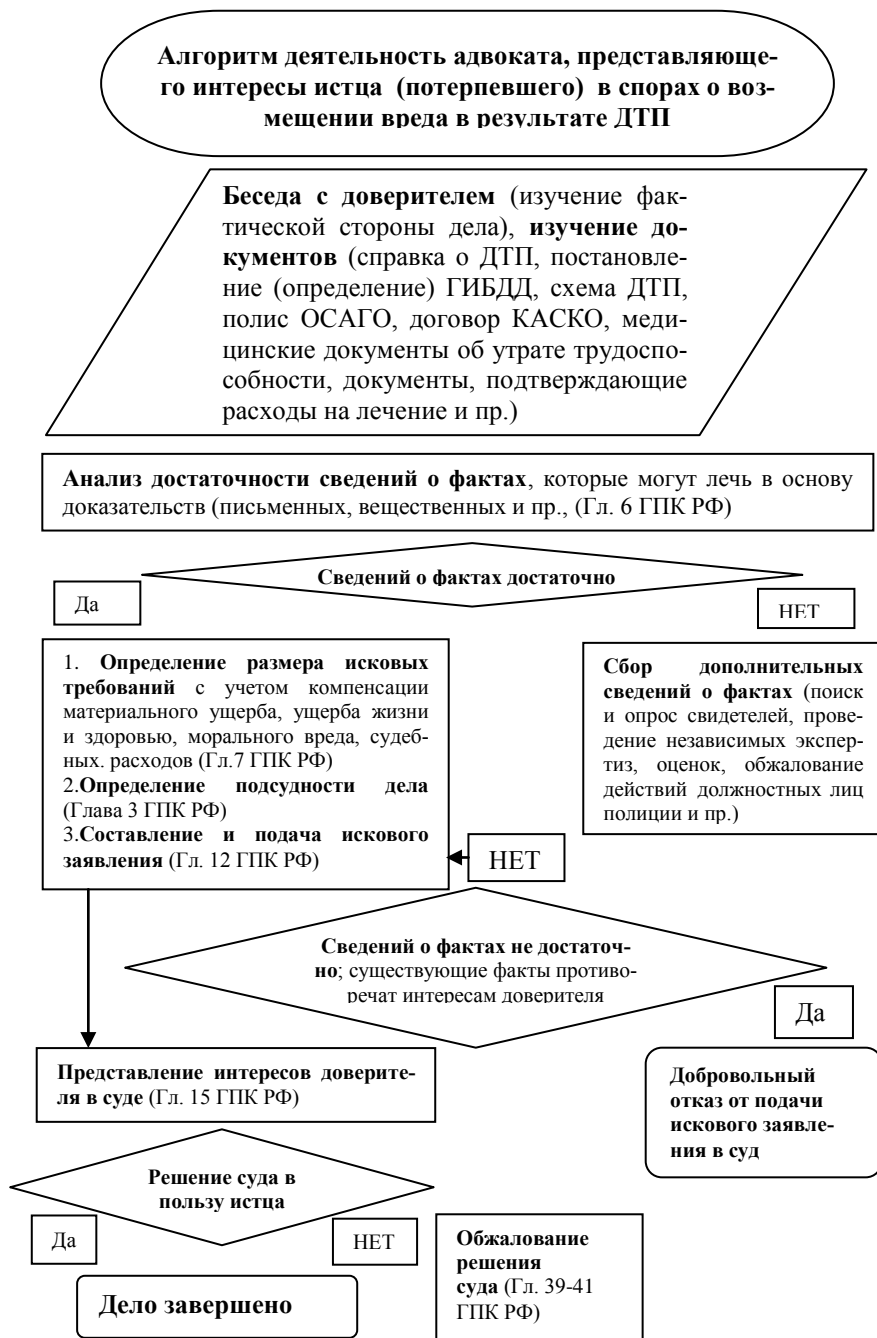 Алгоритм деятельность адвоката, представляюще-
го интересы истца (потерпевшего) в спорах о воз-
мещении вреда в результате ДТП
Беседа с доверителем (изучение фак-
тической стороны дела), изучение до-
кументов (справка о ДТП, постановле-
ние (определение) ГИБДД, схема ДТП,
полис ОСАГО, договор КАСКО, меди-
цинские документы об утрате трудоспо-
собности, документы, подтверждающие
расходы на лечение и пр.)
Анализ достаточности сведений о фактах, которые могут лечь в основу
доказательств (письменных, вещественных и пр., (Гл. 6 ГПК РФ)
Сведений о фактах достаточно
Да
НЕТ
1. Определение размера исковых
требований с учетом компенсации
материального ущерба, ущерба жизни
и здоровью, морального вреда, судеб-
ных. расходов (Гл.7 ГПК РФ)
2.Определение подсудности дела
(Глава 3 ГПК РФ)
3.Составление и подача искового
заявления (Гл. 12 ГПК РФ)
Сбор дополнительных
сведений о фактах (поиск
и опрос свидетелей, прове-
дение независимых экспер-
тиз, оценок, обжалование
действий должностных лиц
полиции и пр.)
НЕТ
Сведений о фактах не достаточ-
но; существующие факты противо-
речат интересам доверителя
Да
Представление интересов доверите-
ля в суде (Гл. 15 ГПК РФ)
Добровольный
отказ от подачи
искового заявле-
ния в суд
Решение суда в
пользу истца
Да
НЕТ
Обжалование
решения
суда (Гл. 39-41
ГПК РФ)
Дело завершено